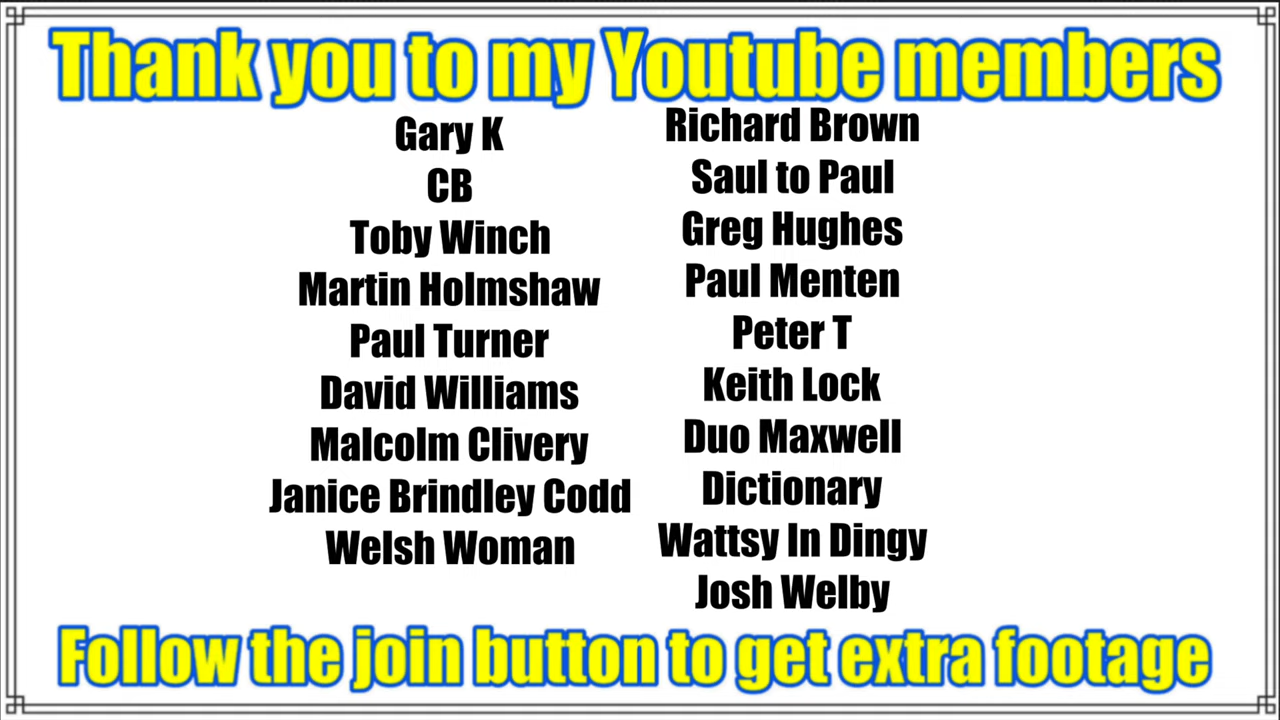 Thank you to my Youtube members
Gary K
CB
Toby Winch
Martin Holmshaw
Paul Turner
David Williams
Malcolm Clivery
Janice Brindley Codd
Welsh Woman
Richard Brown
Saul to Paul
Greg Hughes
Paul Menten
Peter T
Keith Lock
Duo Maxwell
Dictionary
Wattsy In Dingy
Josh Welby
Follow the join button to get extra footage